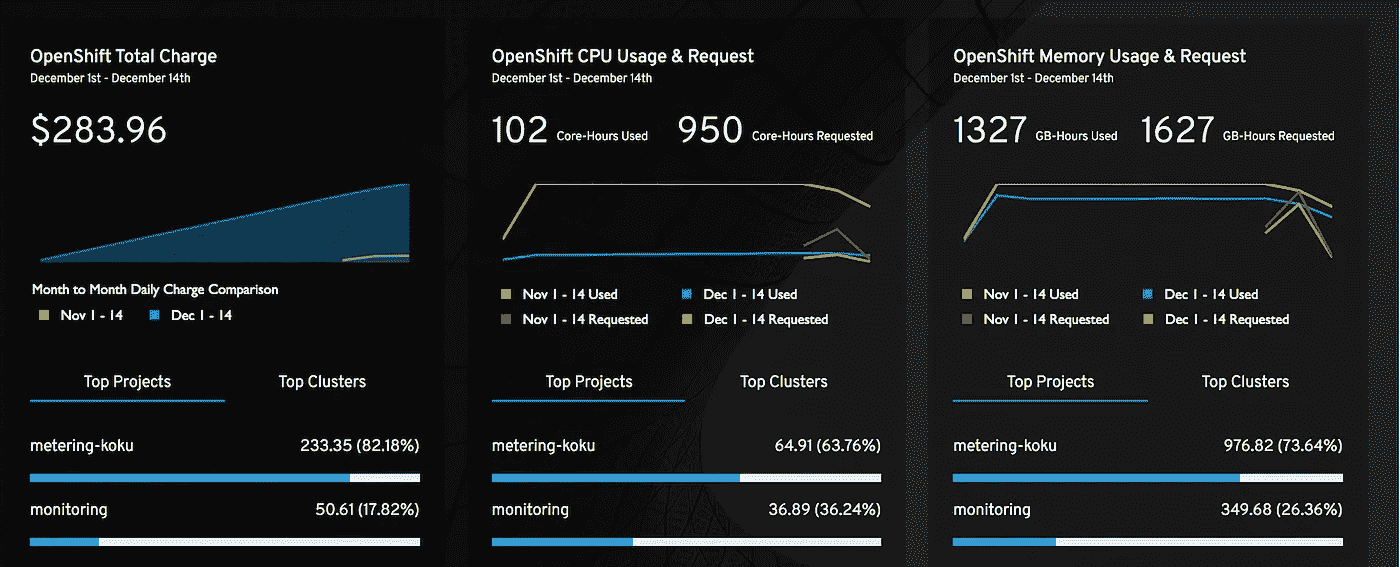 OpenShift Total Charge
December 1st - December 14th
$283.96
Month to Month Daily Charge Comparison
Nov 1 - 14 Dec 1 - 14
Top Projects Top Clusters
metering-koku 233.35 (82.18%)
monitoring 50.61 (17.82%)
OpenShift CPU Usage & Request
December 1st - December 14th
102 Core-Hours Used 950 Core-Hours Requested
Nov 1 - 14 Used Dec 1 - 14 Used
Nov 1 - 14 Requested Dec 1 - 14 Requested
Top Projects Top Clusters
metering-koku 64.91 (63.76%)
monitoring 36.89 (36.24%)
OpenShift Memory Usage & Request
December 1st - December 14th
1327 GB-Hours Used 1627 GB-Hours Requested
Nov 1 - 14 Used Dec 1 - 14 Used
Nov 1 - 14 Requested Dec 1 - 14 Requested
Top Projects Top Clusters
metering-koku 976.82 (73.64%)
monitoring 349.68 (26.36%)